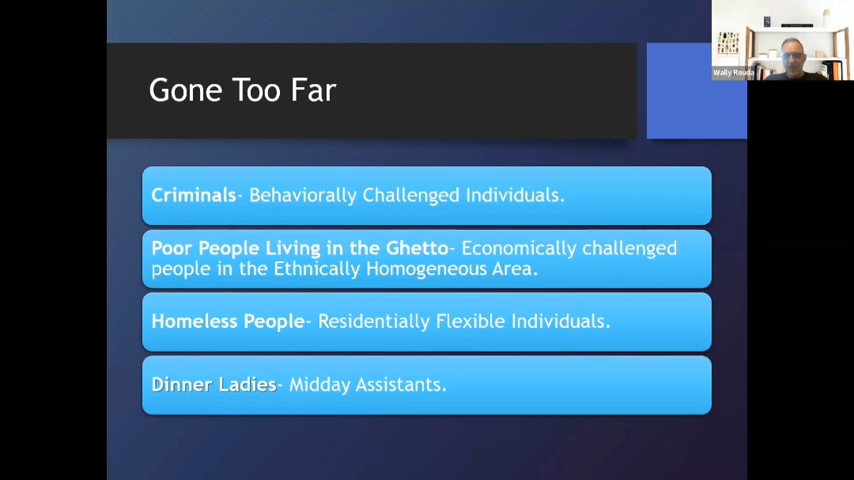 Gone Too Far
Wally Rouda
Criminals- Behaviorally Challenged Individuals.
Poor People Living in the Ghetto- Economically challenged
people in the Ethnically Homogeneous Area.
Homeless People- Residentially Flexible Individuals.
Dinner Ladies- Midday Assistants.